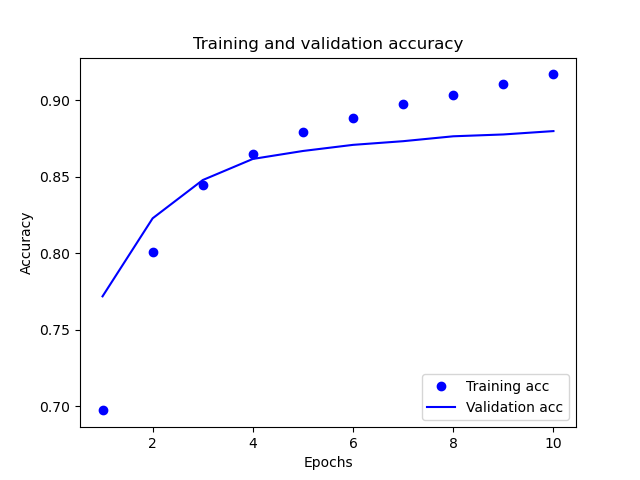 Training and validation accuracy
0.90
0.85
0.80
0.75
0.70
Accuracy
2
4
6
8
10
Epochs
Training acc
Validation acc